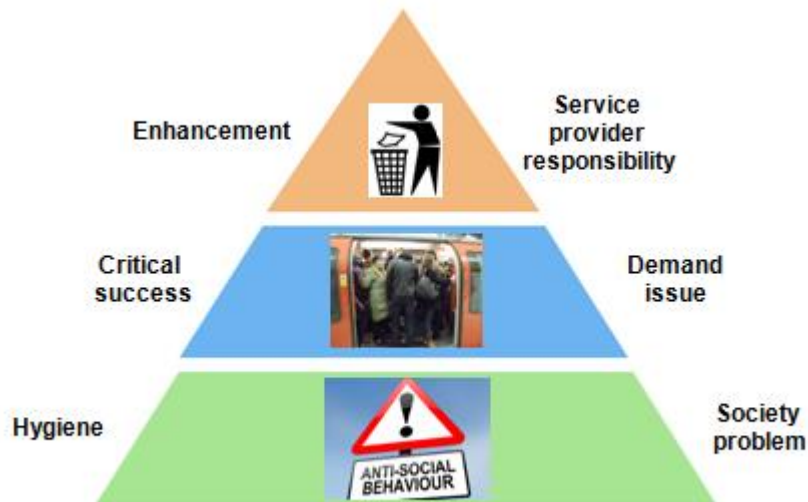 Enhancement
Service
provider
responsibility
Critical
success
Demand
issue
Hygiene
ANTI-SOCIAL
BEHAVIOUR
Society
problem